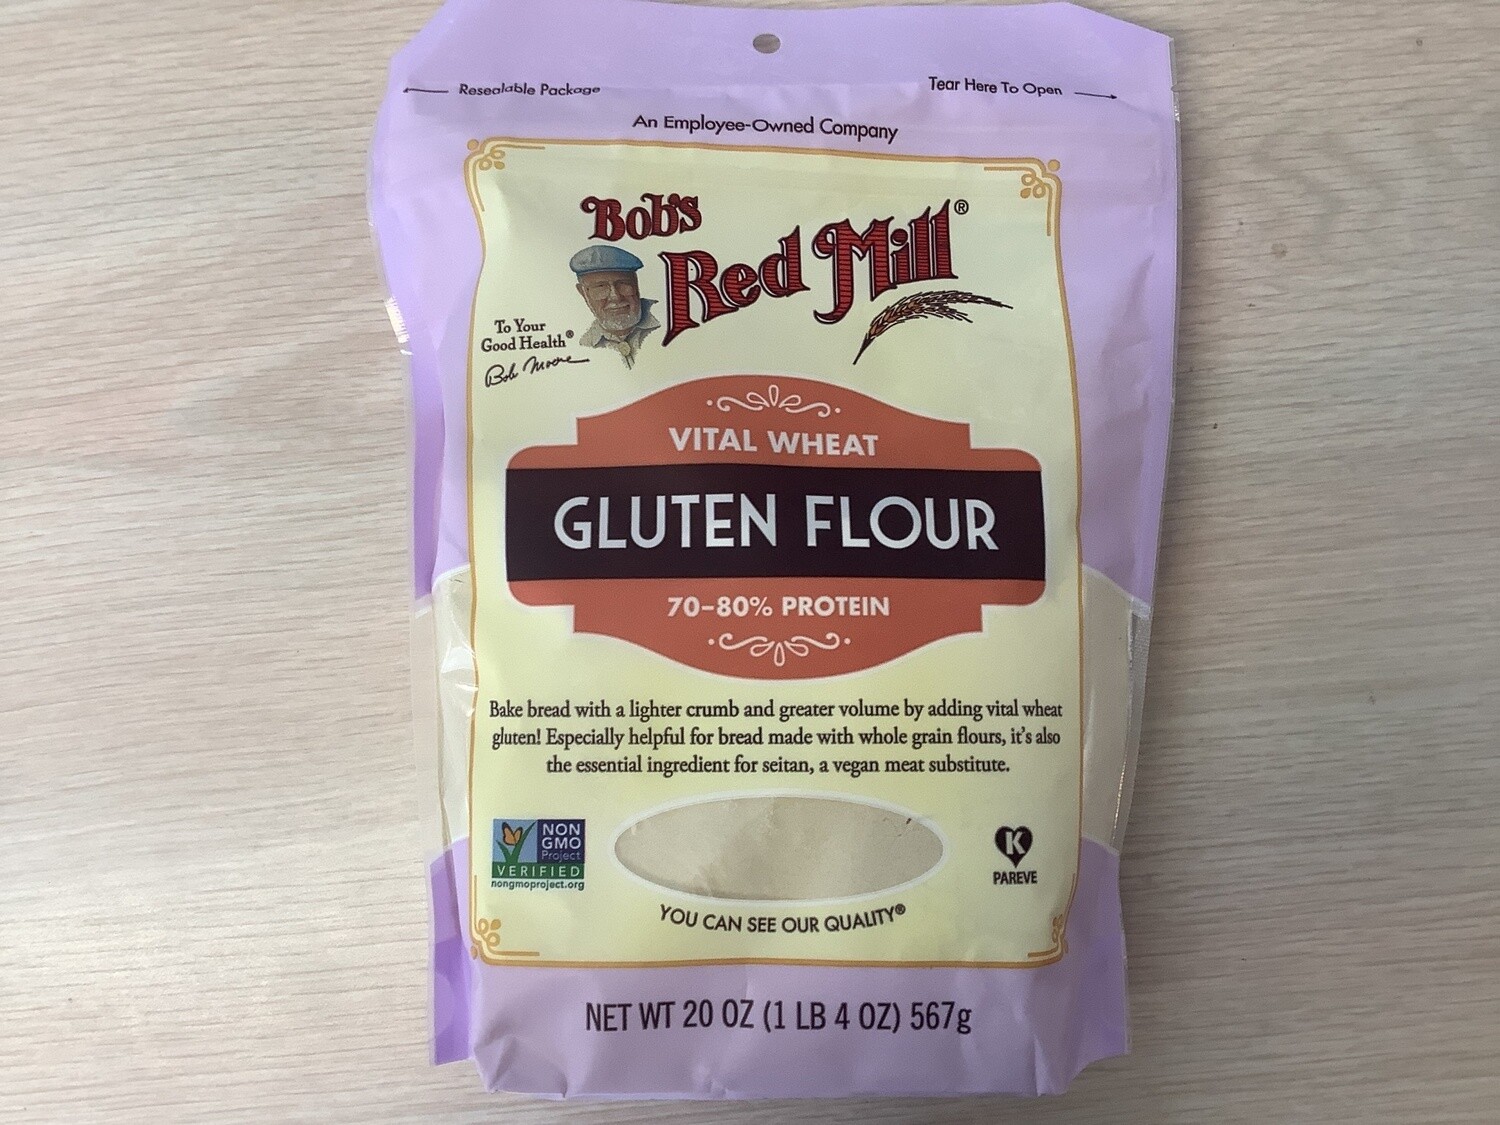 Resealable Package
Tear Here To Open
An Employee-Owned Company
Bob's
Red Mill®
To Your
Good Health®
Bob Moore
VITAL WHEAT
GLUTEN FLOUR
70-80% PROTEIN
Bake bread with a lighter crumb and greater volume by adding vital wheat
gluten! Especially helpful for bread made with whole grain flours, it's also
the essential ingredient for seitan, a vegan meat substitute.
NON
GMO
Project
VERIFIED
nongmoproject.org
K
PAREVE
YOU CAN SEE OUR QUALITY®
NET WT 20 OZ (1 LB 4 OZ) 567g